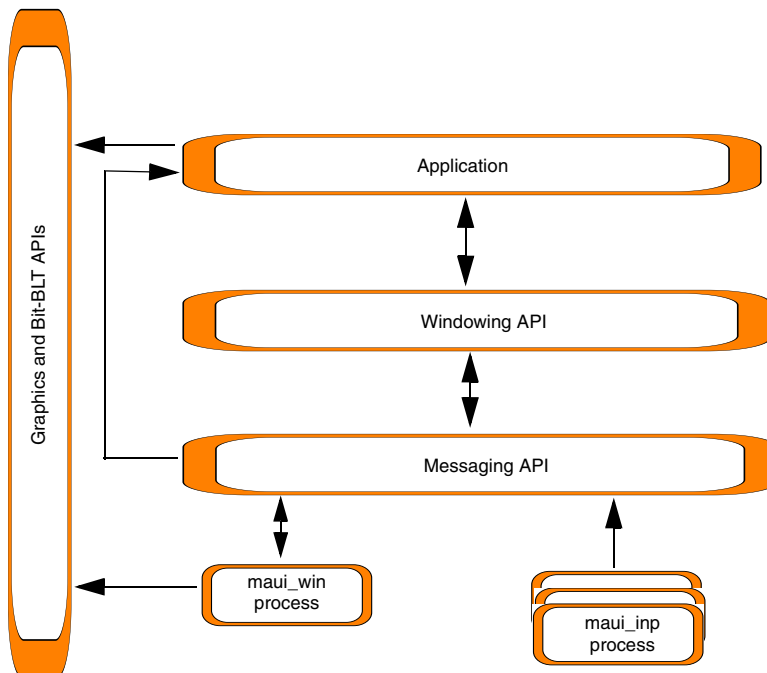 Graphics and Bit-BLT APIs
Application
Windowing API
Messaging API
maui_win
process
maui_inp
process